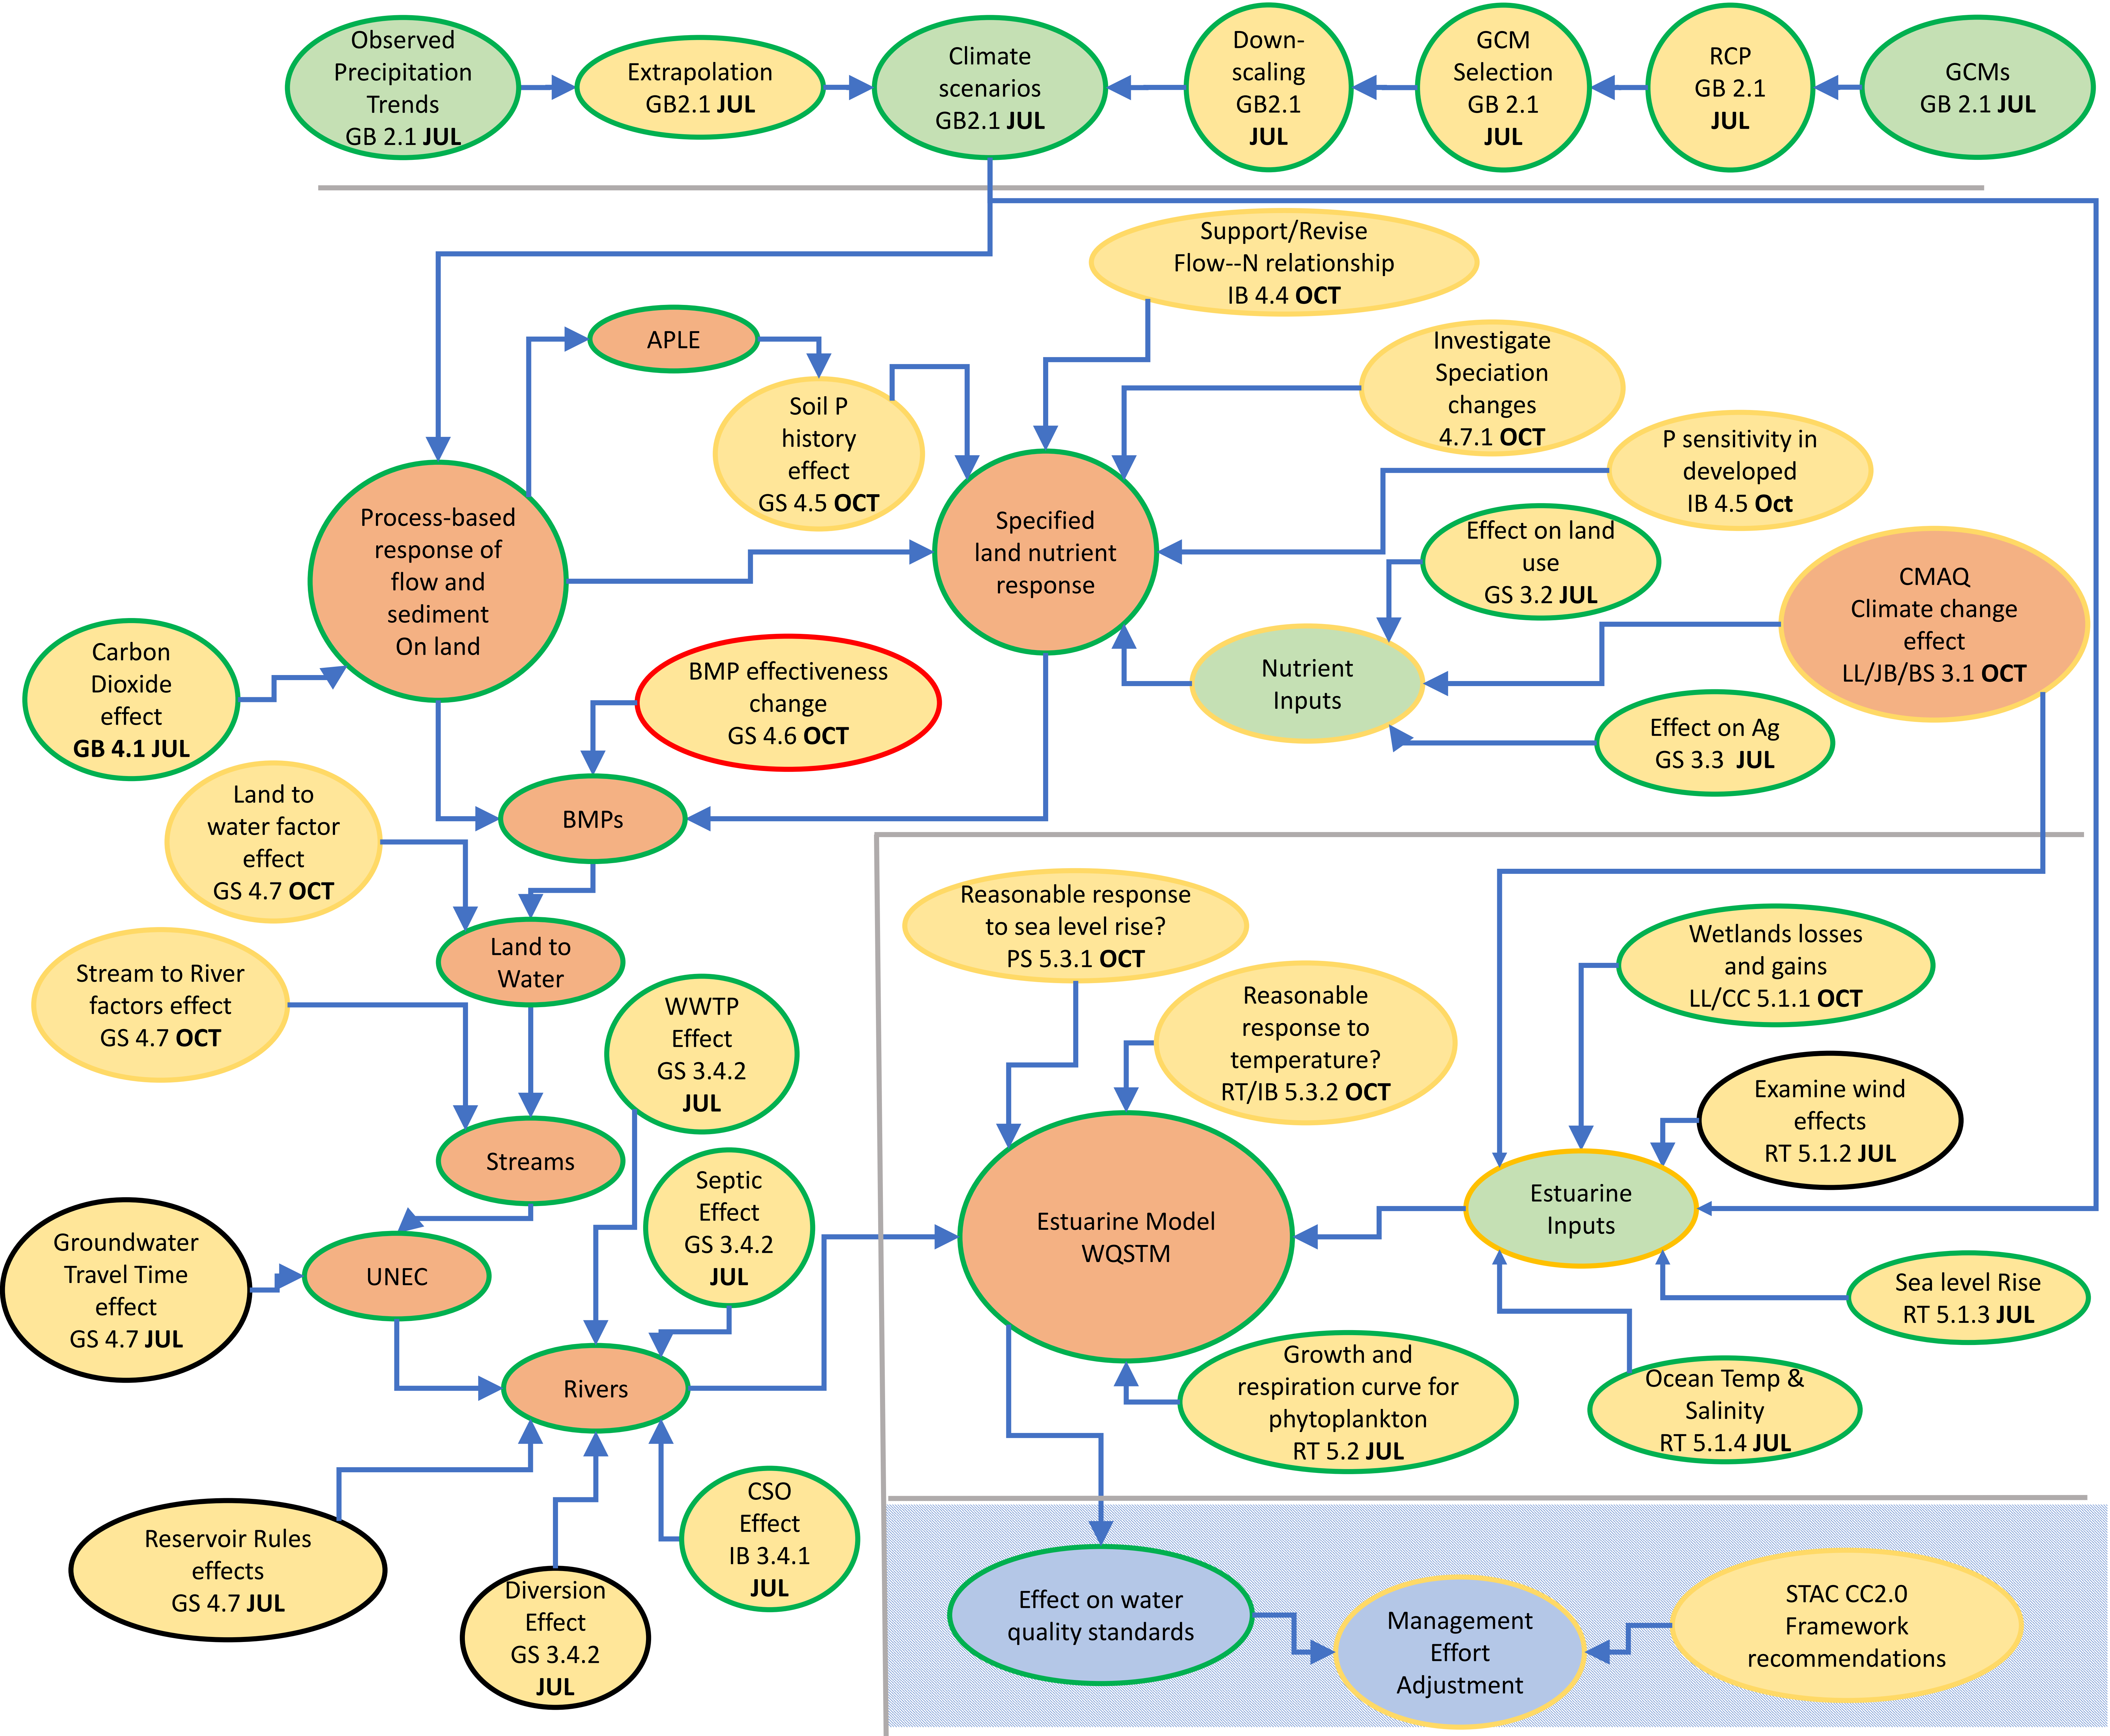 Observed
Precipitation
Trends
GB 2.1 JUL
Extrapolation
GB2.1 JUL
Climate
scenarios
GB2.1 JUL
Down-
scaling
GB2.1
JUL
GCM
Selection
GB 2.1
JUL
RCP
GB 2.1
JUL
GCMs
GB 2.1 JUL
Support/Revise
Flow--N relationship
IB 4.4 OCT
APLE
Investigate
Speciation
changes
4.7.1 OCT
Soil P
history
effect
GS 4.5 OCT
P sensitivity in
developed
IB 4.5 Oct
Process-based
response of
flow and
sediment
On land
Specified
land nutrient
response
Effect on land
use
GS 3.2 JUL
CMAQ
Climate change
effect
LL/JB/BS 3.1 OCT
Carbon
Dioxide
effect
GB 4.1 JUL
BMP effectiveness
change
GS 4.6 OCT
Nutrient
Inputs
Effect on Ag
GS 3.3 JUL
Land to
water factor
effect
GS 4.7 OCT
BMPs
Reasonable response
to sea level rise?
PS 5.3.1 OCT
Wetlands losses
and gains
LL/CC 5.1.1 OCT
Land to
Water
Stream to River
factors effect
GS 4.7 OCT
WWTP
Effect
GS 3.4.2
JUL
Reasonable
response to
temperature?
RT/IB 5.3.2 OCT
Examine wind
effects
RT 5.1.2 JUL
Streams
Septic
Effect
GS 3.4.2
JUL
Estuarine Model
WQSTM
Estuarine
Inputs
Groundwater
Travel Time
effect
GS 4.7 JUL
UNEC
Sea level Rise
RT 5.1.3 JUL
Rivers
Growth and
respiration curve for
phytoplankton
RT 5.2 JUL
Ocean Temp &
Salinity
RT 5.1.4 JUL
Reservoir Rules
effects
GS 4.7 JUL
Diversion
Effect
GS 3.4.2
JUL
CSO
Effect
IB 3.4.1
JUL
Effect on water
quality standards
Management
Effort
Adjustment
STAC CC2.0
Framework
recommendations